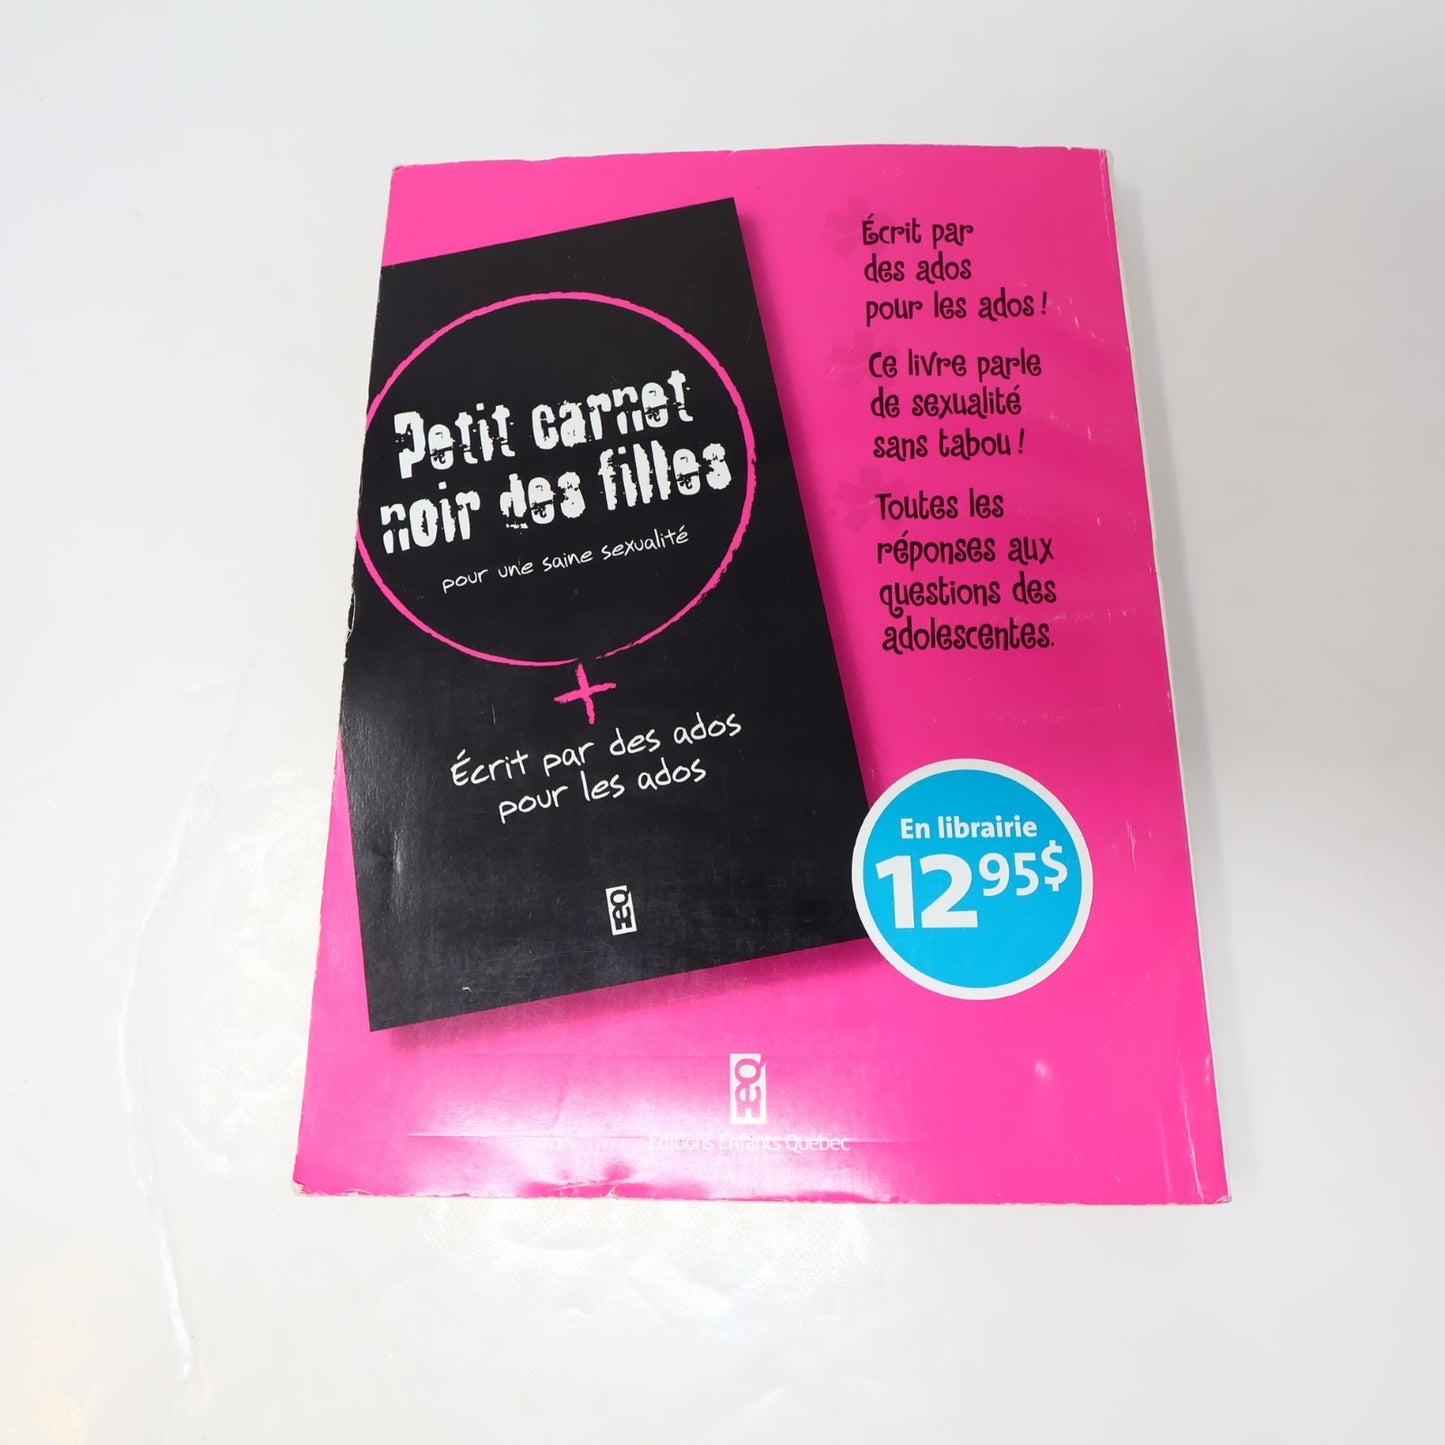 Petit carnet
noir des filles
pour une saine sexualité
Écrit par des ados
pour les ados
EQ
Écrit par
des ados
pour les ados !
Ce livre parle
de sexualité
sans tabou !
Toutes les
réponses aux
questions des
adolescentes.
En librairie
12 95$
EQ
Éditions Enfants Québec